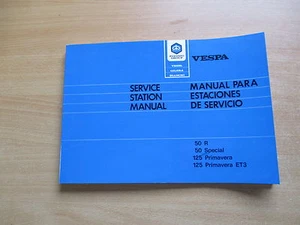 VESPA
SERVICE
STATION
MANUAL
MANUAL PARA
ESTACIONES
DE SERVICIO
50 R
50 Special
125 Primavera
125 Primavera ET3